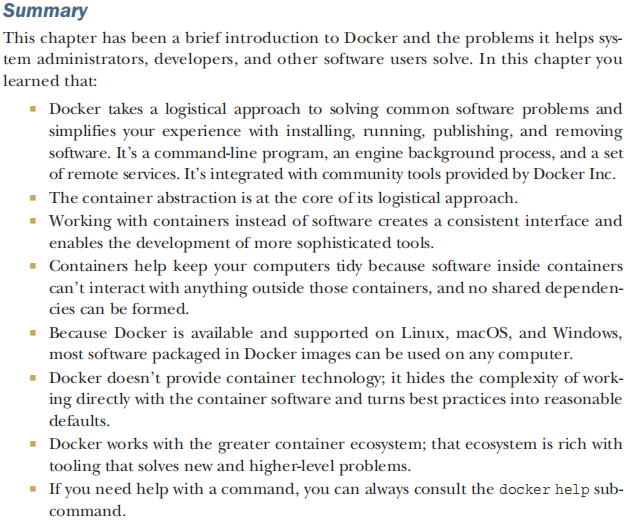 Summary
This chapter has been a brief introduction to Docker and the problems it helps sys-
tem administrators, developers, and other software users solve. In this chapter you
learned that:
▪ Docker takes a logistical approach to solving common software problems and
simplifies your experience with installing, running, publishing, and removing
software. It’s a command-line program, an engine background process, and a set
of remote services. It’s integrated with community tools provided by Docker Inc.
▪ The container abstraction is at the core of its logistical approach.
▪ Working with containers instead of software creates a consistent interface and
enables the development of more sophisticated tools.
▪ Containers help keep your computers tidy because software inside containers
can’t interact with anything outside those containers, and no shared dependen-
cies can be formed.
▪ Because Docker is available and supported on Linux, macOS, and Windows,
most software packaged in Docker images can be used on any computer.
▪ Docker doesn’t provide container technology; it hides the complexity of work-
ing directly with the container software and turns best practices into reasonable
defaults.
▪ Docker works with the greater container ecosystem; that ecosystem is rich with
tooling that solves new and higher-level problems.
▪ If you need help with a command, you can always consult the docker help sub-
command.